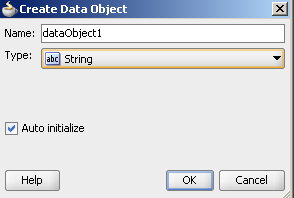 Create Data Object
Name: dataObject1
Type: abc String
Auto initialize
Help OK Cancel